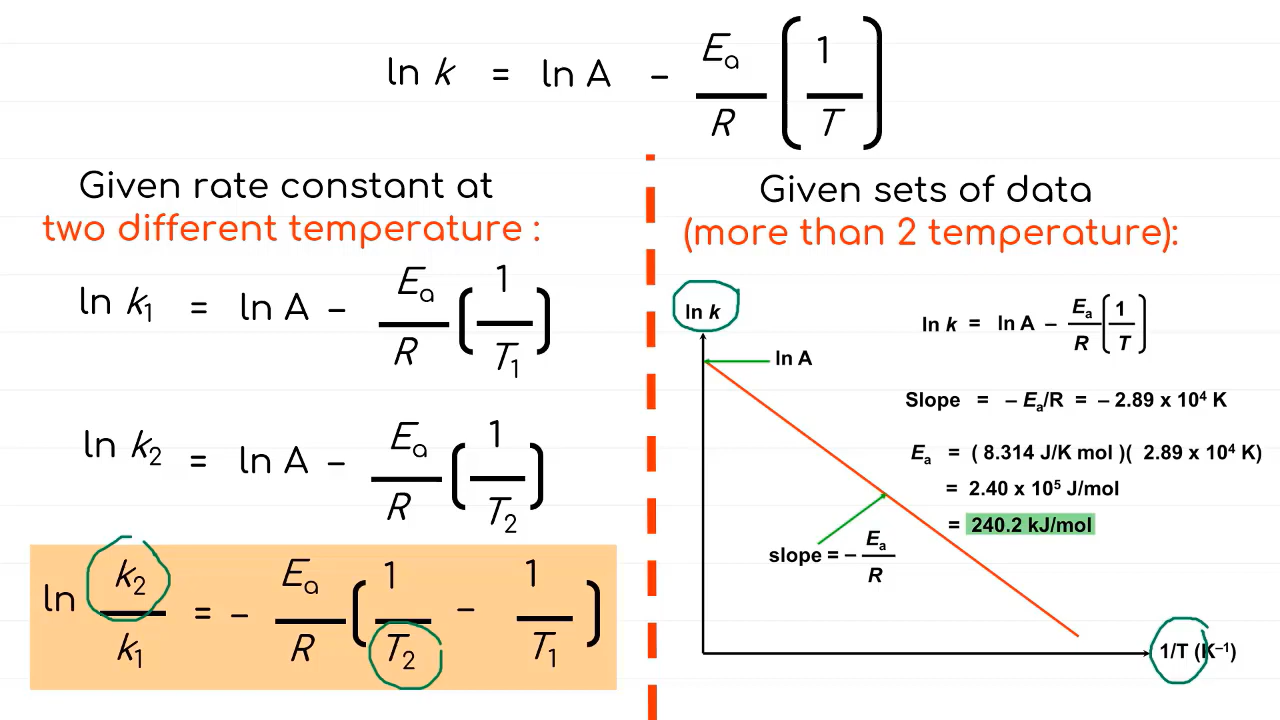 ln k = ln A – Ea/R (1/T)
Given rate constant at
two different temperature :
ln k1 = ln A – Ea/R (1/T1)
ln k2 = ln A – Ea/R (1/T2)
ln k2/k1 = – Ea/R (1/T2 – 1/T1)
Given sets of data
(more than 2 temperature):
ln k
ln A
ln k = ln A – Ea/R (1/T)
Slope = – Ea/R = – 2.89 x 10⁴ K
Ea = ( 8.314 J/K mol )( 2.89 x 10⁴ K)
= 2.40 x 10⁵ J/mol
= 240.2 kJ/mol
slope = – Ea/R
1/T (K⁻¹)